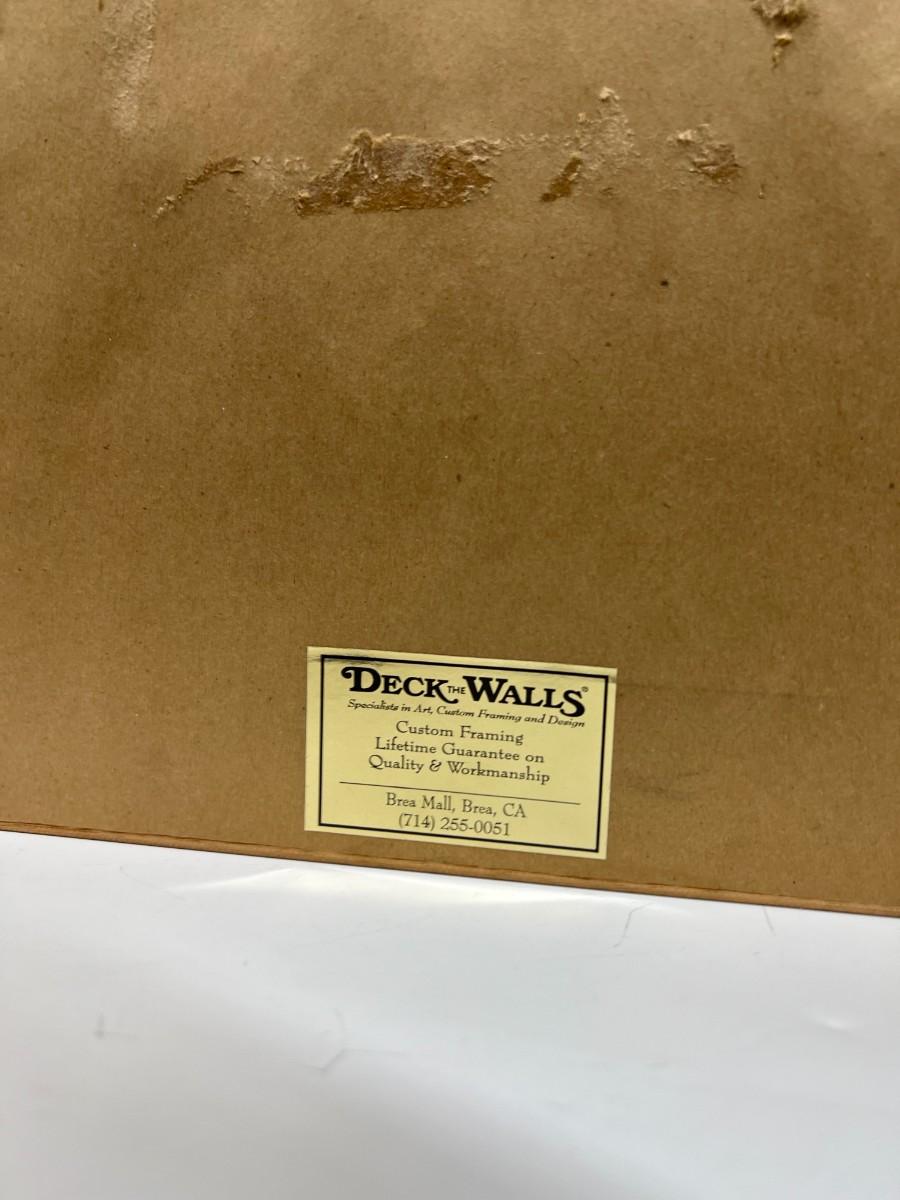 DECK THE WALLS®
Specialists in Art, Custom Framing and Design
Custom Framing
Lifetime Guarantee on
Quality & Workmanship
Brea Mall, Brea, CA
(714) 255-0051